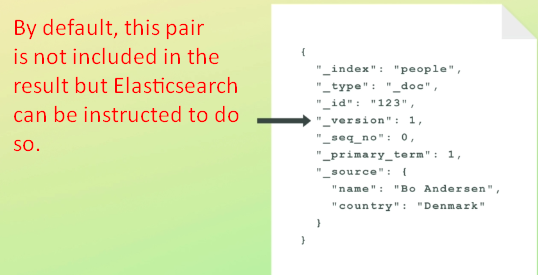 By default, this pair
is not included in the
result but Elasticsearch
can be instructed to do
so.
{
"_index": "people",
"_type": "_doc",
"_id": "123",
"_version": 1,
"_seq_no": 0,
"_primary_term": 1,
"_source": {
"name": "Bo Andersen",
"country": "Denmark"
}
}